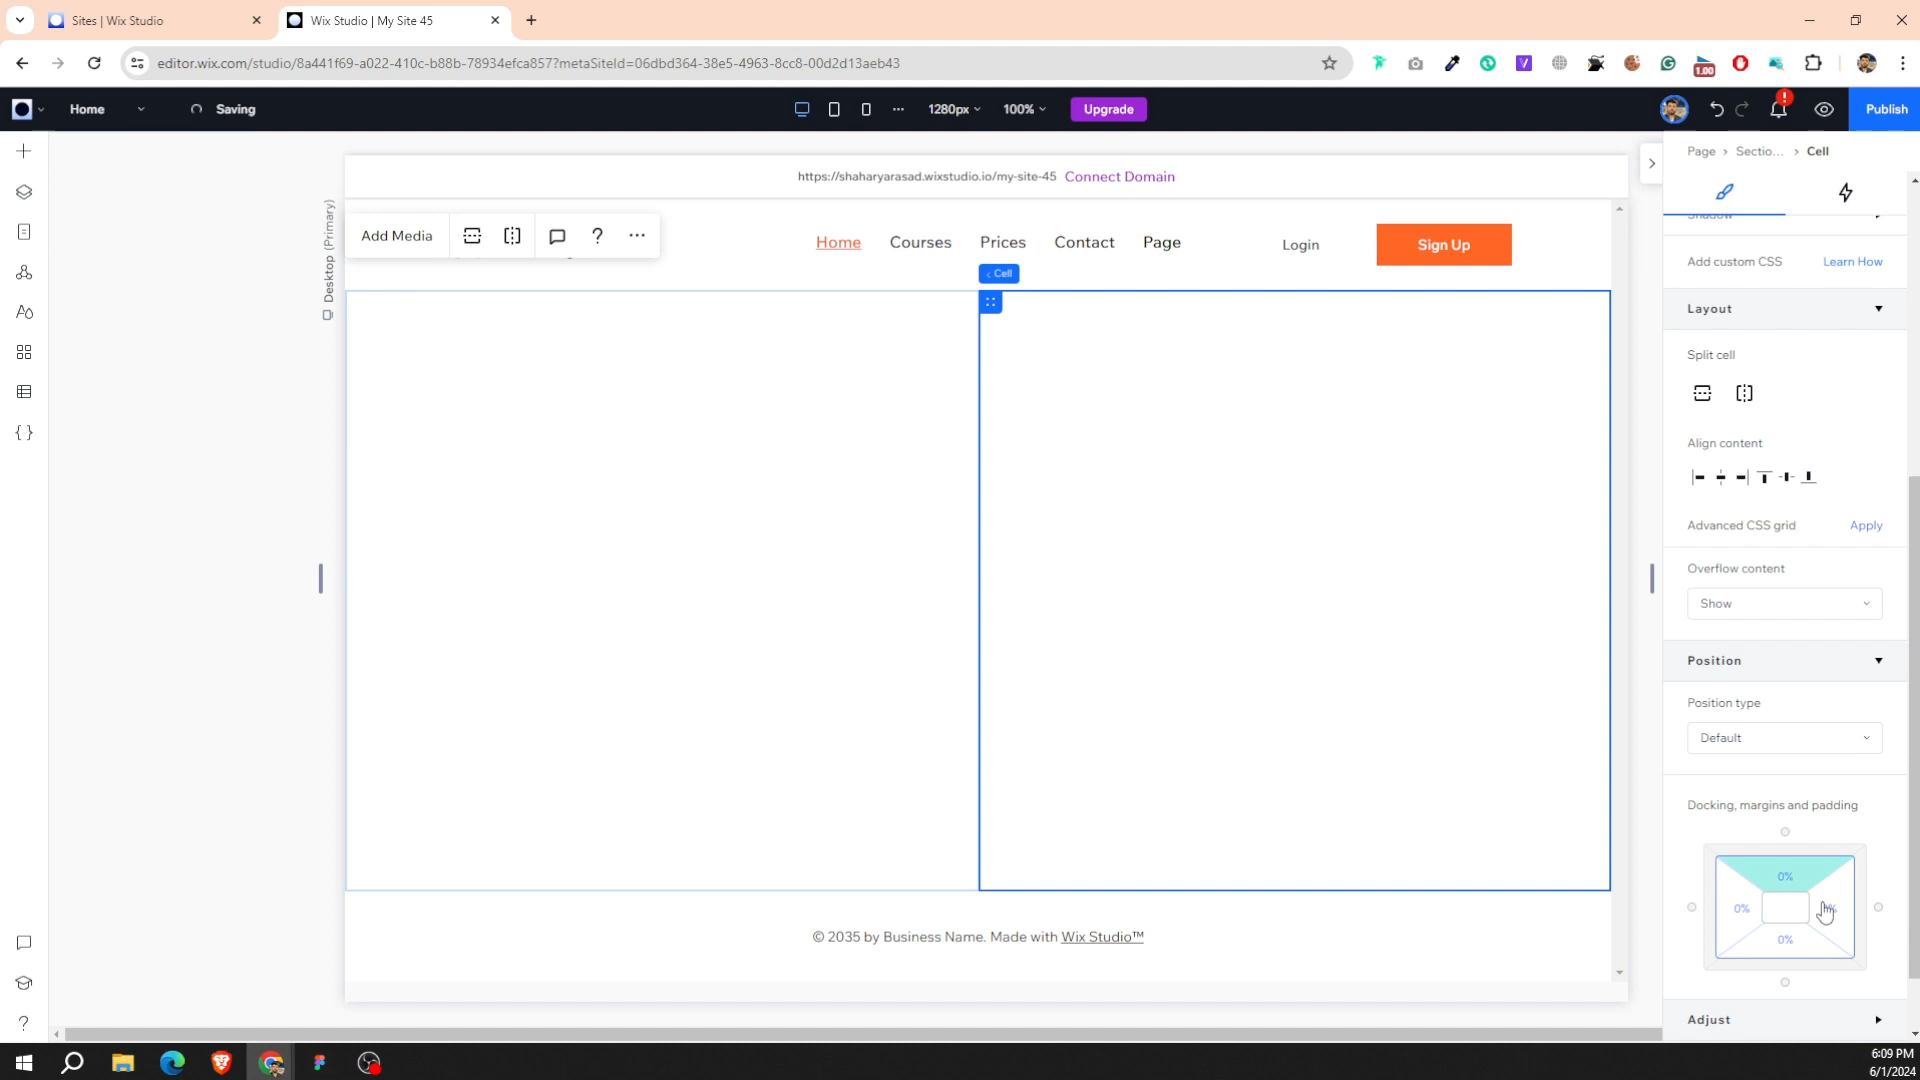 Sites | Wix Studio
Wix Studio | My Site 45
editor.wix.com/studio/8a441f69-a022-410c-b88b-78934efca857?metaSiteId=06dbd364-38e5-4963-8cc8-00d2d13aeb43
1.00
Home
Saving
1280px
100%
Upgrade
Publish
Page > Sectio... > Cell
https://shaharyarasad.wixstudio.io/my-site-45 Connect Domain
Desktop (Primary)
Add Media
Home
Courses
Prices
Contact
Page
Login
Sign Up
Cell
© 2035 by Business Name. Made with Wix Studio™
Shadow
Add custom CSS
Learn How
Layout
Split cell
Align content
Advanced CSS grid
Apply
Overflow content
Show
Position
Position type
Default
Docking, margins and padding
0%
0%
0%
Adjust
6:09 PM
6/1/2024